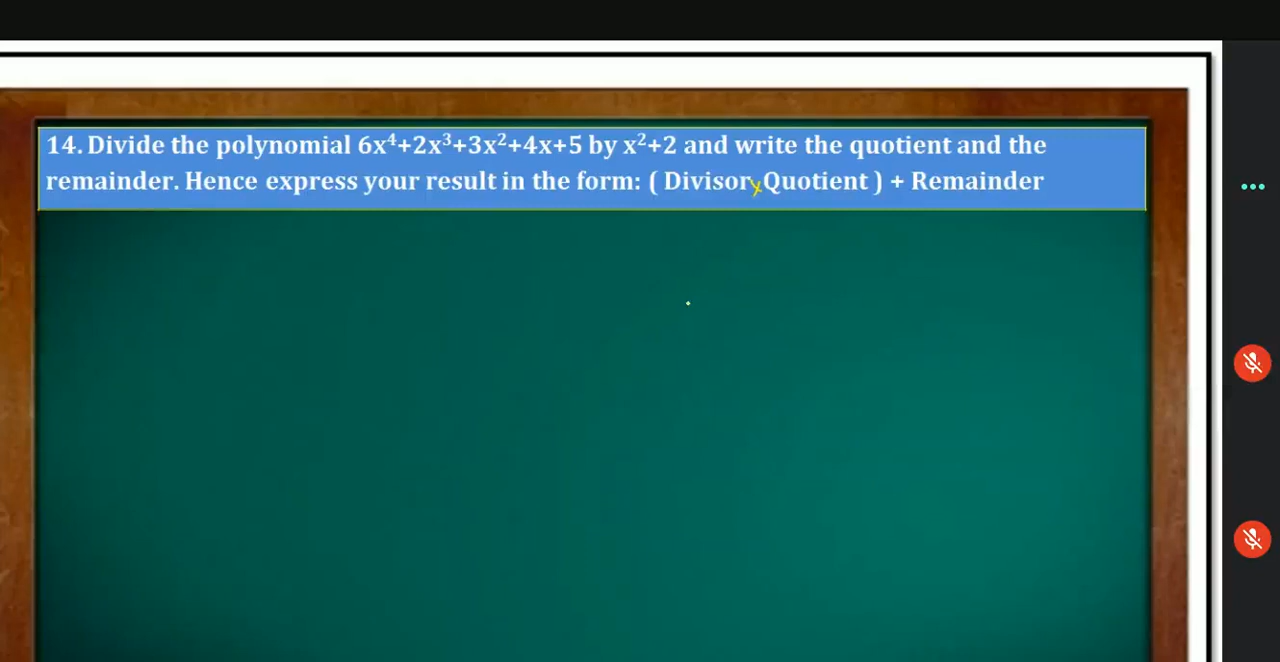 14. Divide the polynomial 6x⁴+2x³+3x²+4x+5 by x²+2 and write the quotient and the
remainder. Hence express your result in the form: ( Divisor x Quotient ) + Remainder